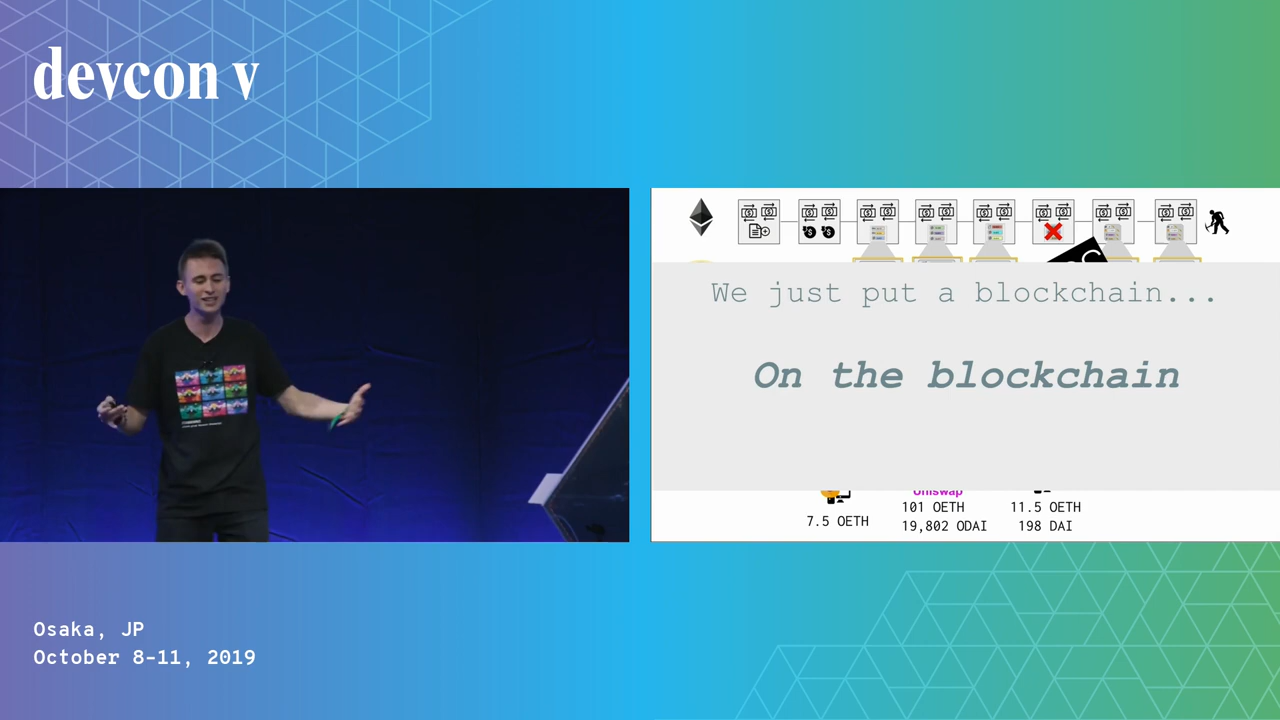 devcon v
We just put a blockchain...
On the blockchain
Uniswap
7.5 OETH
101 OETH
19,802 ODAI
11.5 OETH
198 DAI
Osaka, JP
October 8-11, 2019